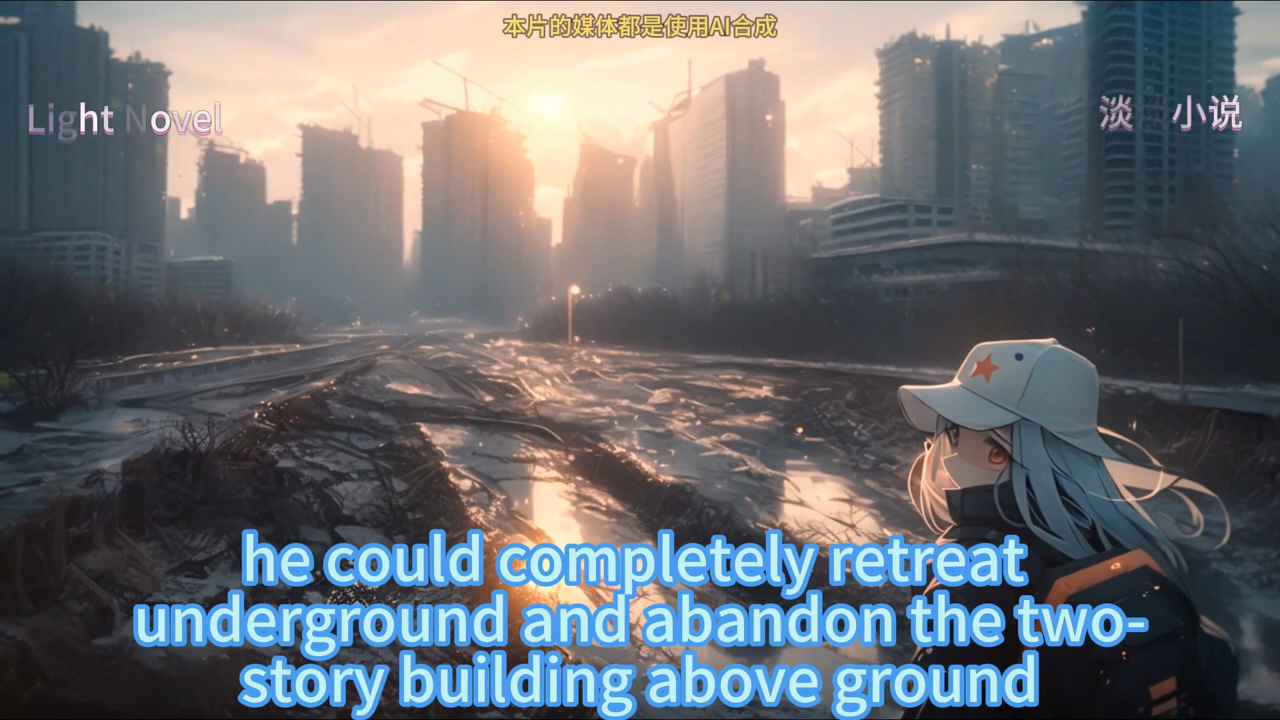 本片的媒体都是使用AI合成
Light Novel
淡 小说
he could completely retreat
underground and abandon the two-
story building above ground